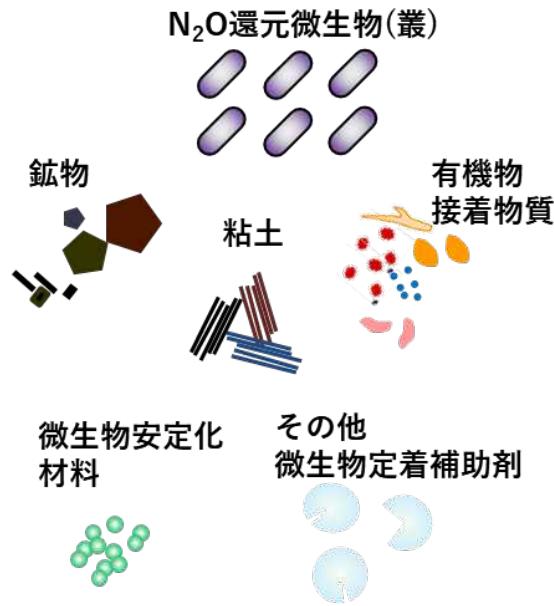 N₂O還元微生物(叢)
鉱物
有機物
接着物質
粘土
微生物安定化
材料
その他
微生物定着補助剤